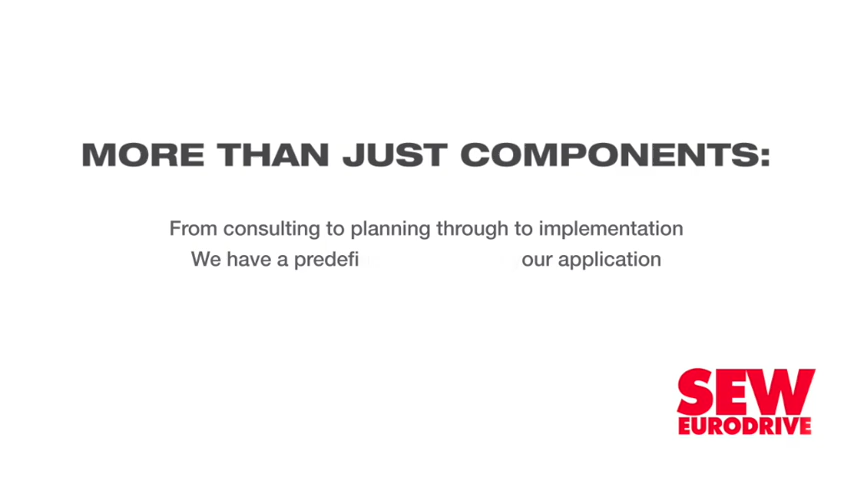 MORE THAN JUST COMPONENTS:
From consulting to planning through to implementation
We have a predefi our application
SEW
EURODRIVE